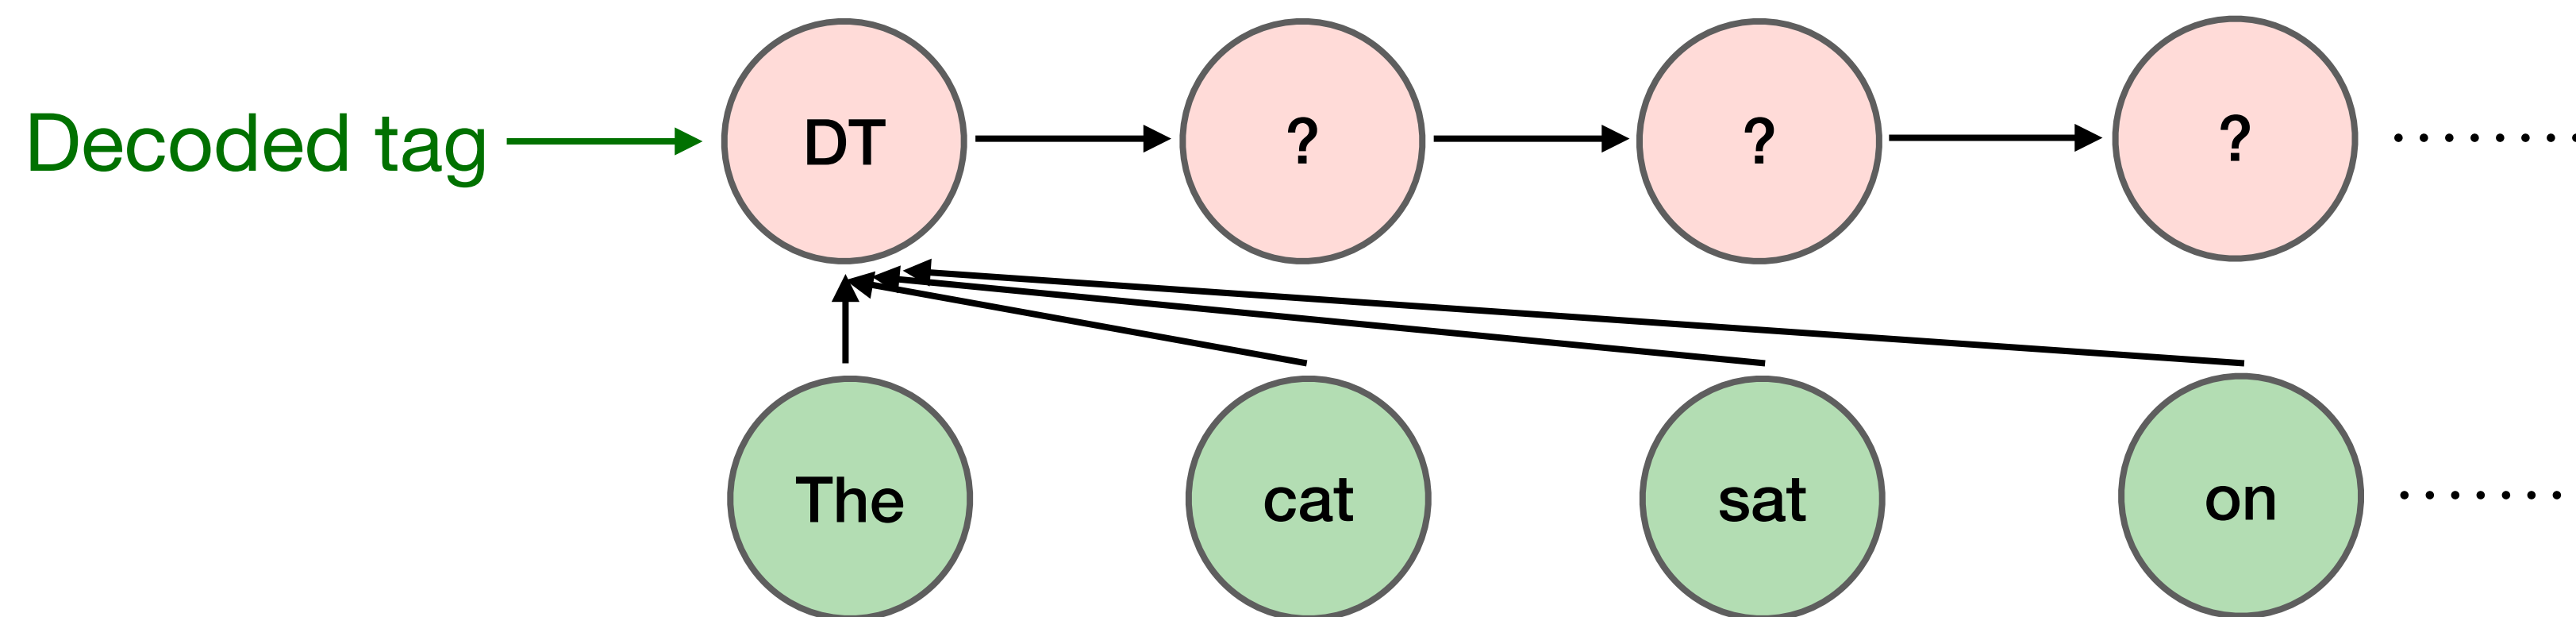 Decoded tag DT ? ? ? ........
The cat sat on .......